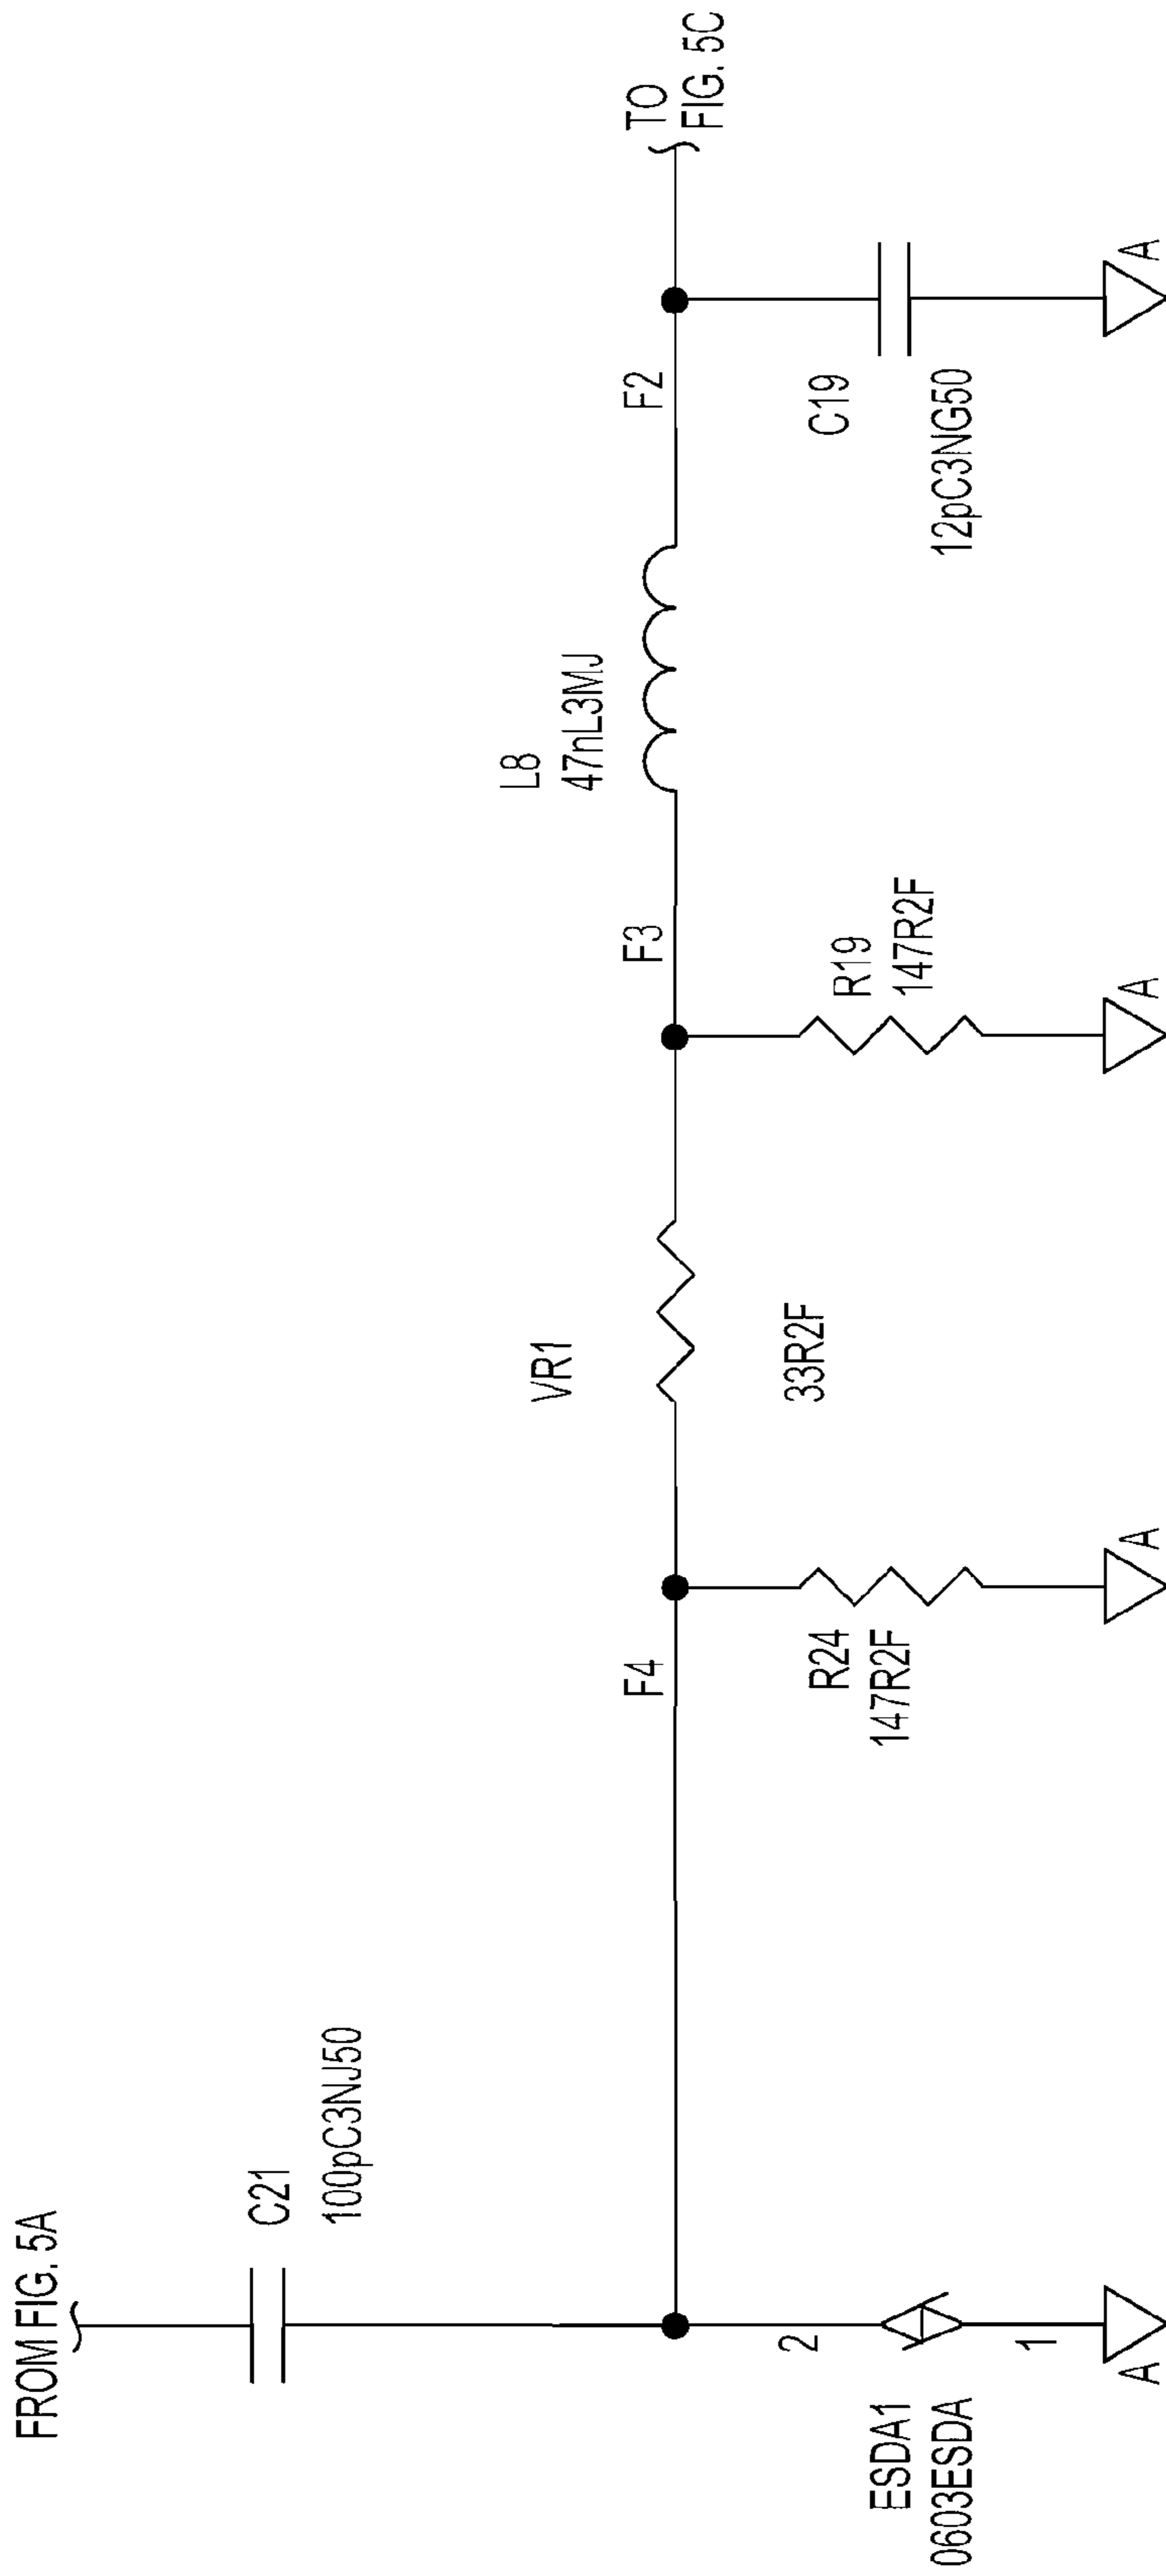 FROM FIG. 5A
C21
100pC3NJ50
TO
FIG. 5C
L8
47nL3MJ
VR1
F4
F3
F2
33R2F
2
R24
147R2F
R19
147R2F
C19
12pC3NG50
ESDA1
0603ESDA
1
A
A
A
A